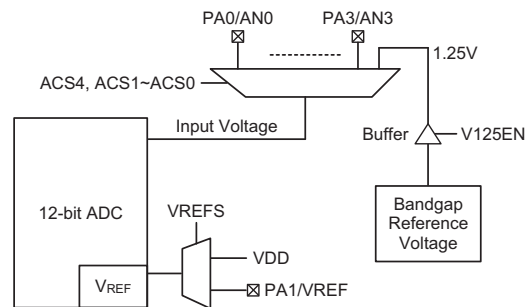 PA0/AN0
PA3/AN3
1.25V
ACS4, ACS1~ACS0
Input Voltage
Buffer
V125EN
12-bit ADC
VREFS
Bandgap
Reference
Voltage
VDD
VREF
PA1/VREF